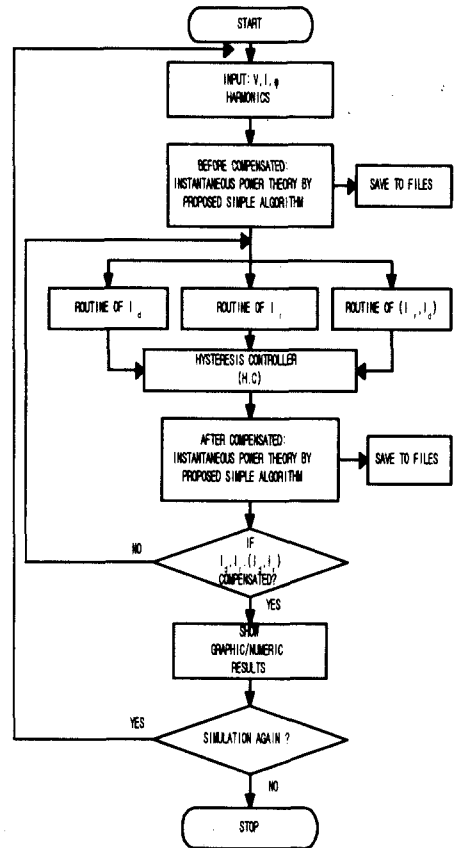 START
INPUT: V, I, φ
HARMONICS
BEFORE COMPENSATED:
INSTANTANEOUS POWER THEORY BY
PROPOSED SIMPLE ALGORITHM
SAVE TO FILES
ROUTINE OF I d
ROUTINE OF I r
ROUTINE OF (I r, I d)
HYSTERESIS CONTROLLER
(H.C)
AFTER COMPENSATED:
INSTANTANEOUS POWER THEORY BY
PROPOSED SIMPLE ALGORITHM
SAVE TO FILES
NO
IF
I d, I r, (I d, I r)
COMPENSATED?
YES
SHOW
GRAPHIC/NUMERIC
RESULTS
YES
SIMULATION AGAIN ?
NO
STOP